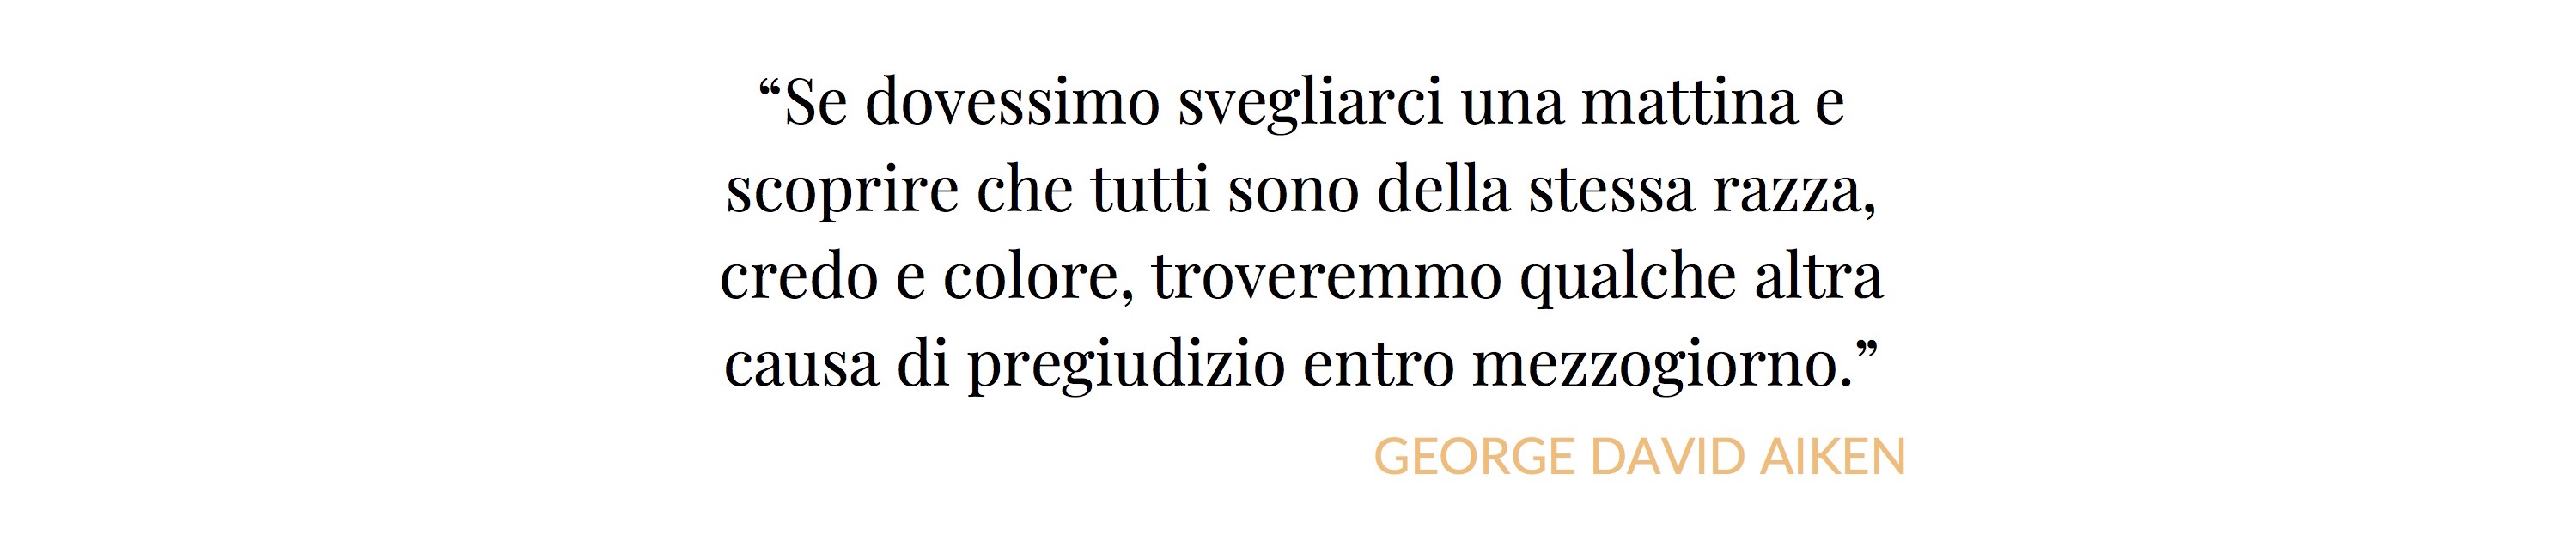 “Se dovessimo svegliarci una mattina e
scoprire che tutti sono della stessa razza,
credo e colore, troveremmo qualche altra
causa di pregiudizio entro mezzogiorno.”
GEORGE DAVID AIKEN